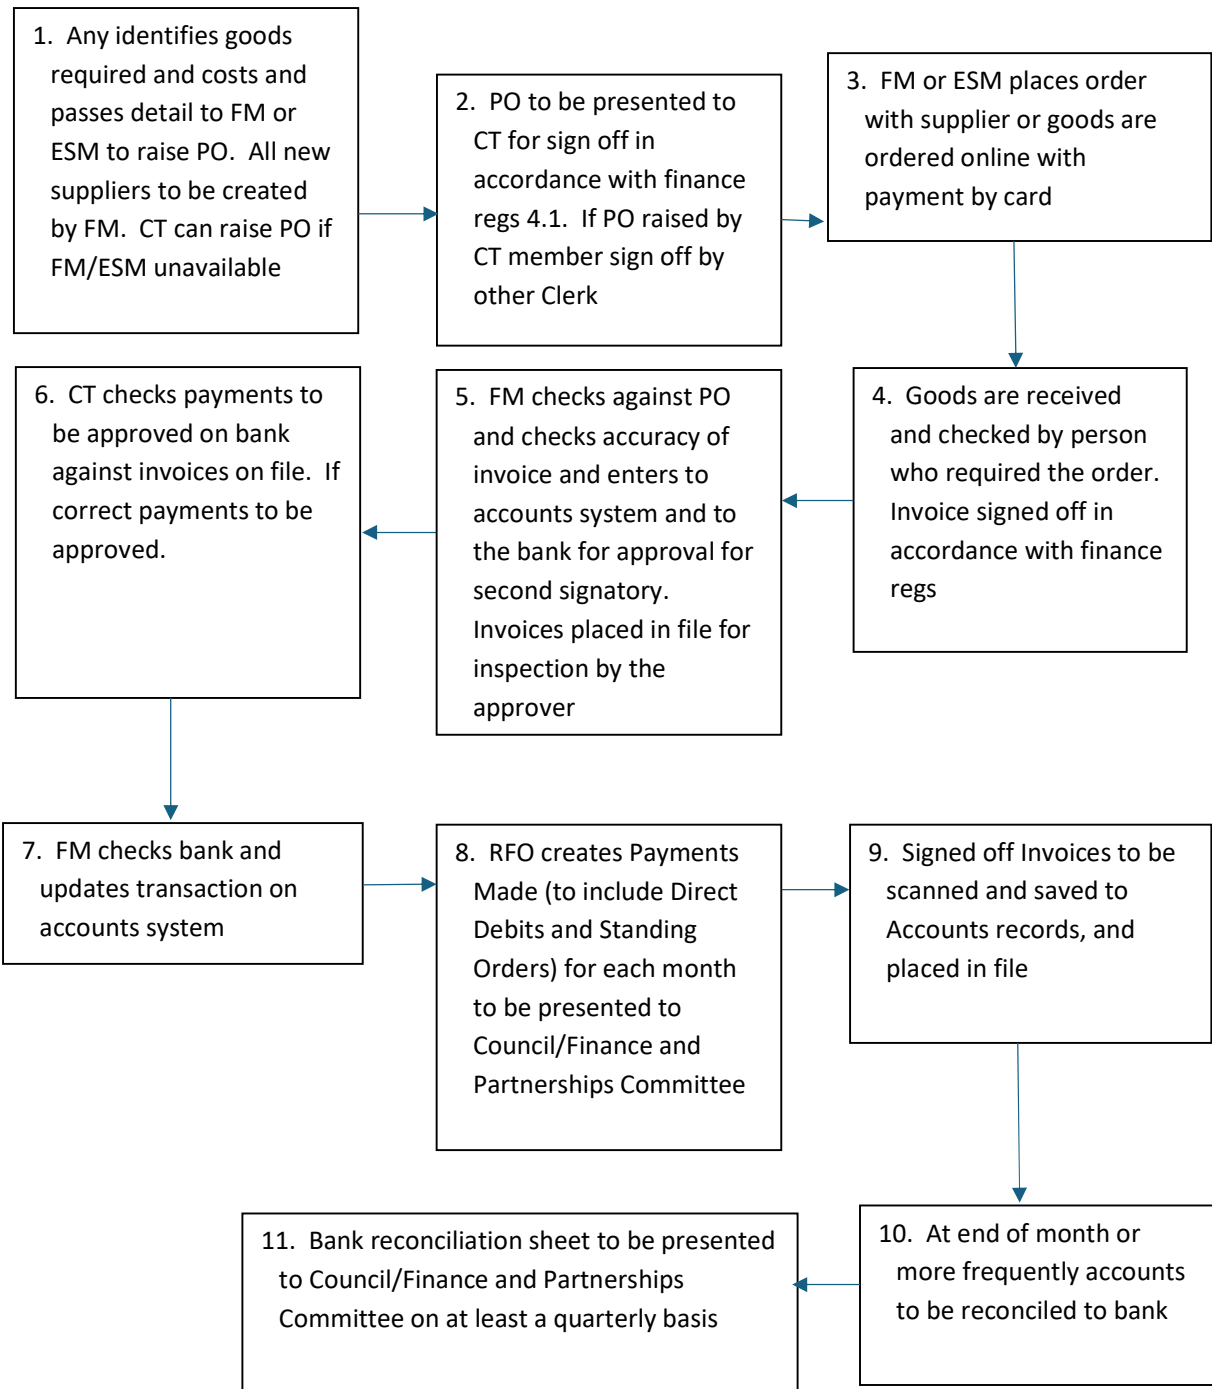 1. Any identifies goods
required and costs and
passes detail to FM or
ESM to raise PO. All new
suppliers to be created
by FM. CT can raise PO if
FM/ESM unavailable
2. PO to be presented to
CT for sign off in
accordance with finance
regs 4.1. If PO raised by
CT member sign off by
other Clerk
3. FM or ESM places order
with supplier or goods are
ordered online with
payment by card
4. Goods are received
and checked by person
who required the order.
Invoice signed off in
accordance with finance
regs
5. FM checks against PO
and checks accuracy of
invoice and enters to
accounts system and to
the bank for approval for
second signatory.
Invoices placed in file for
inspection by the
approver
6. CT checks payments to
be approved on bank
against invoices on file. If
correct payments to be
approved.
7. FM checks bank and
updates transaction on
accounts system
8. RFO creates Payments
Made (to include Direct
Debits and Standing
Orders) for each month
to be presented to
Council/Finance and
Partnerships Committee
9. Signed off Invoices to be
scanned and saved to
Accounts records, and
placed in file
10. At end of month or
more frequently accounts
to be reconciled to bank
11. Bank reconciliation sheet to be presented
to Council/Finance and Partnerships
Committee on at least a quarterly basis